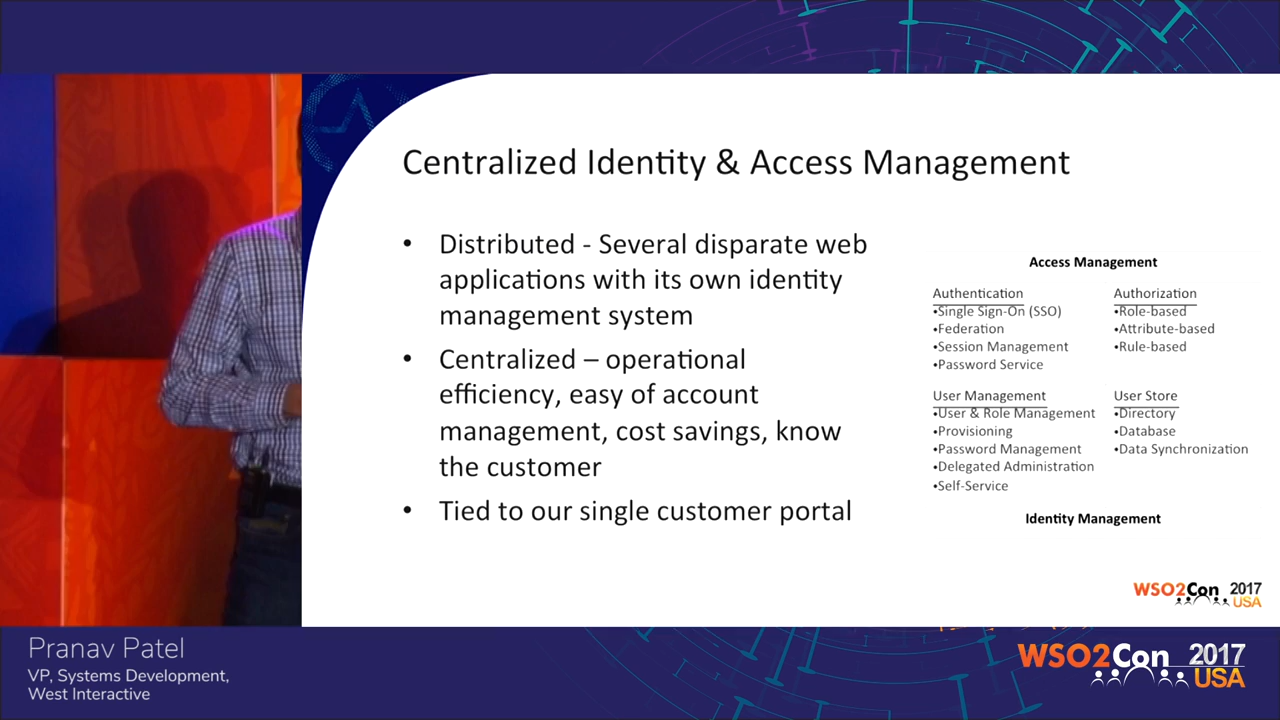 Centralized Identity & Access Management
• Distributed - Several disparate web
applications with its own identity
management system
• Centralized – operational
efficiency, easy of account
management, cost savings, know
the customer
• Tied to our single customer portal
Access Management
Authentication
•Single Sign-On (SSO)
•Federation
•Session Management
•Password Service
Authorization
•Role-based
•Attribute-based
•Rule-based
User Management
•User & Role Management
•Provisioning
•Password Management
•Delegated Administration
•Self-Service
User Store
•Directory
•Database
•Data Synchronization
Identity Management
WSO2Con 2017
USA
Pranav Patel
VP, Systems Development,
West Interactive
WSO2Con 2017
USA